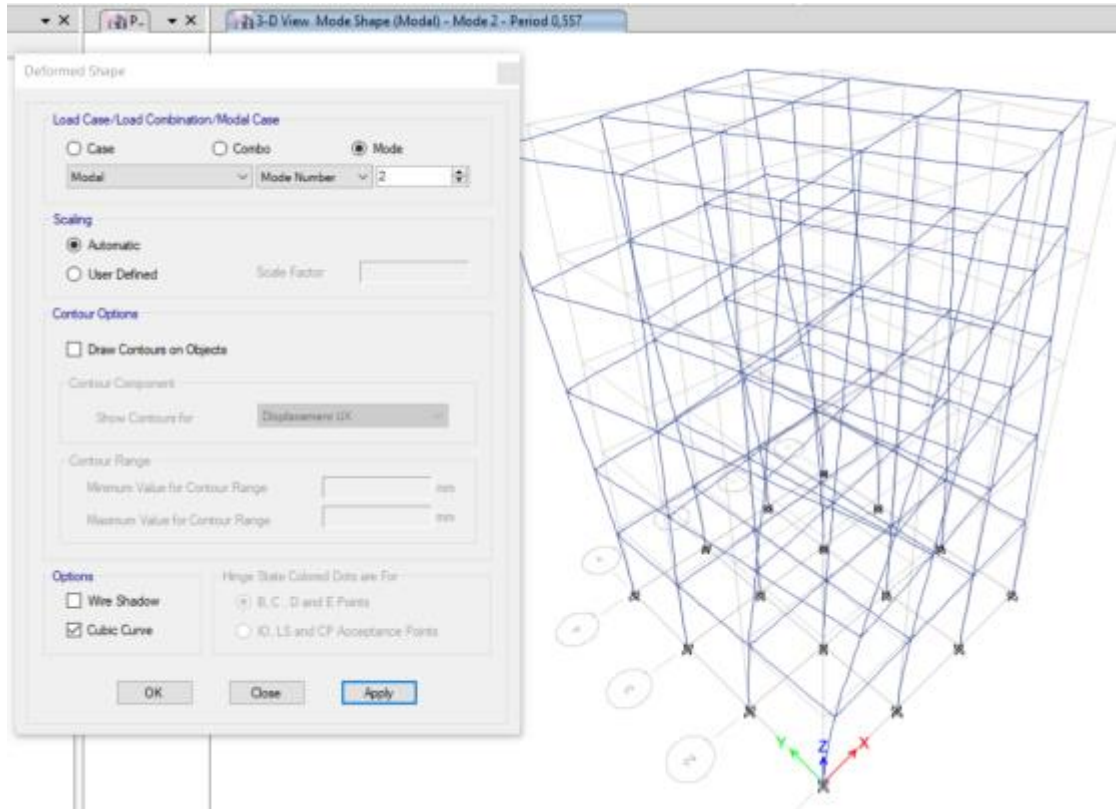 P..
3-D View Mode Shape (Modal) - Mode 2 - Period 0,557
Deformed Shape
Load Case/Load Combination/Modal Case
Case Combo Mode
Modal Mode Number 2
Scaling
Automatic
User Defined Scale Factor
Contour Options
Draw Contours on Objects
Contour Component
Show Contours for Displacement UX
Contour Range
Minimum Value for Contour Range mm
Maximum Value for Contour Range mm
Options
Wire Shadow
Cubic Curve
Hinge State Colored Dots are For
B, C, D and E Points
IO, LS and CP Acceptance Points
OK Close Apply
Y Z X